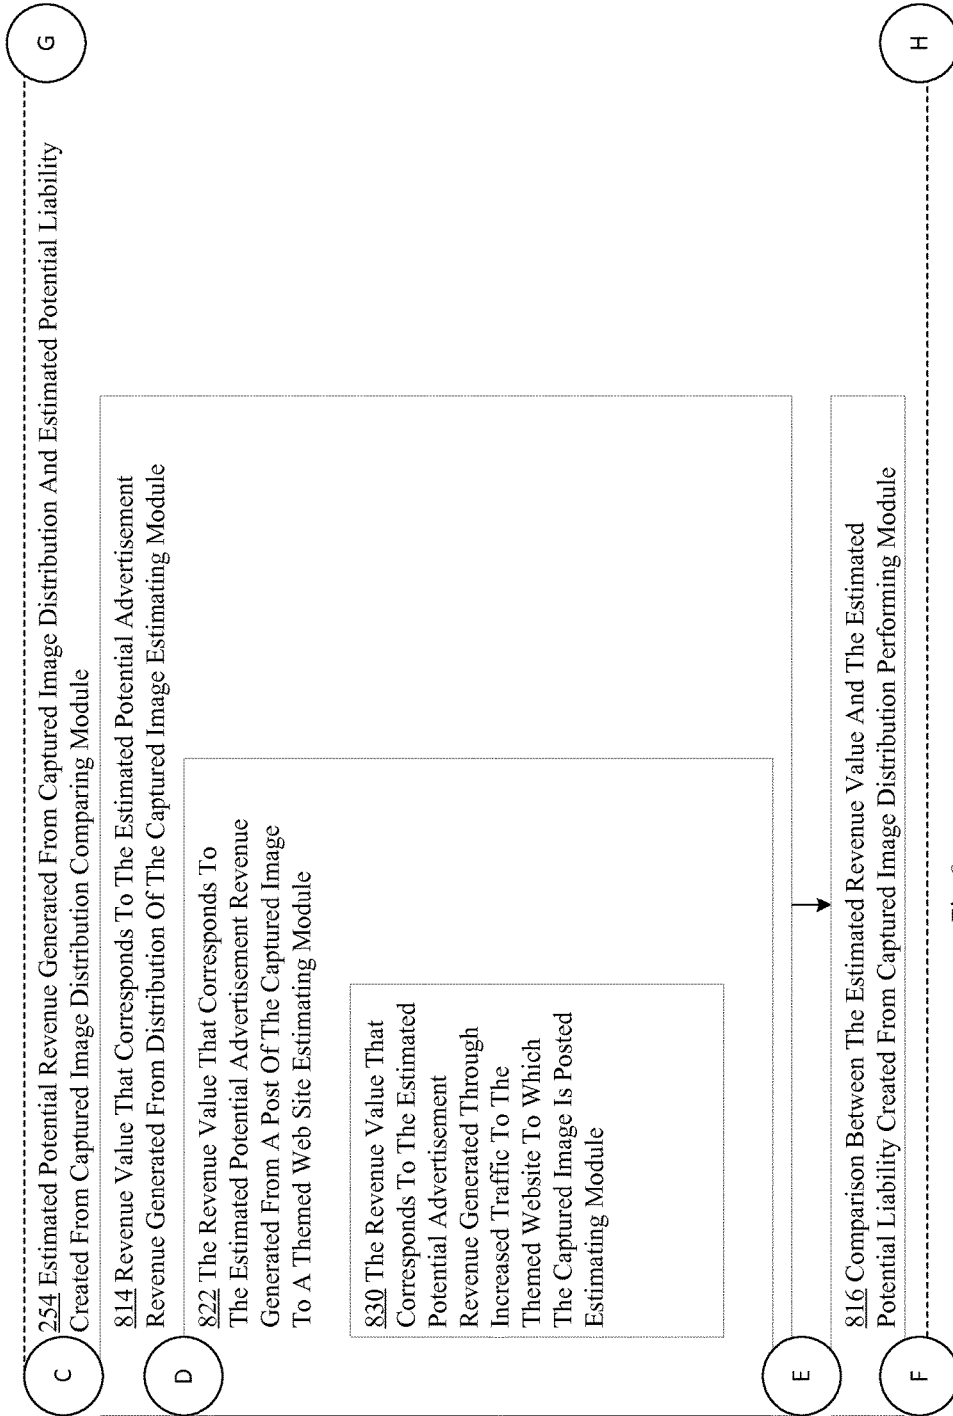 G
H
254 Estimated Potential Revenue Generated From Captured Image Distribution And Estimated Potential Liability
Created From Captured Image Distribution Comparing Module
814 Revenue Value That Corresponds To The Estimated Potential Advertisement
Revenue Generated From Distribution Of The Captured Image Estimating Module
822 The Revenue Value That Corresponds To
The Estimated Potential Advertisement Revenue
Generated From A Post Of The Captured Image
To A Themed Web Site Estimating Module
830 The Revenue Value That
Corresponds To The Estimated
Potential Advertisement
Revenue Generated Through
Increased Traffic To The
Themed Website To Which
The Captured Image Is Posted
Estimating Module
816 Comparison Between The Estimated Revenue Value And The Estimated
Potential Liability Created From Captured Image Distribution Performing Module
C
D
E
F